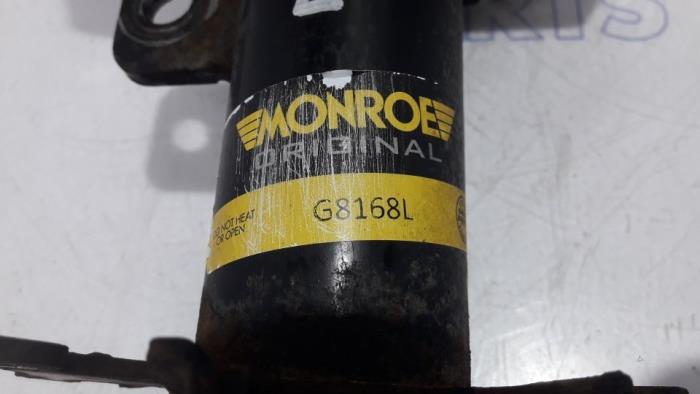 MONROE
ORIGINAL
G8168L
DO NOT HEAT
OR OPEN